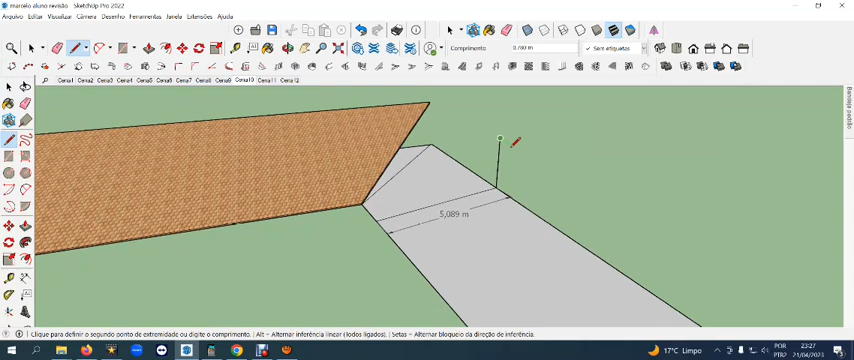 marcelo aluno revisão - SketchUp Pro 2022
Arquivo Editar Visualizar Câmera Desenho Ferramentas Janela Extensões Ajuda
Comprimento 0.780 m Sem etiquetas
Cena1 Cena2 Cena3 Cena4 Cena5 Cena6 Cena7 Cena8 Cena9 Cena10 Cena11 Cena12
Bandeja padrão
5,089 m
Clique para definir o segundo ponto de extremidade ou digite o comprimento. | Alt = Alternar inferência linear (Todos ligados). | Setas = Alternar bloqueio da direção de inferência.
17°C Limpo
POR
PTB2
23:27
21/04/2023